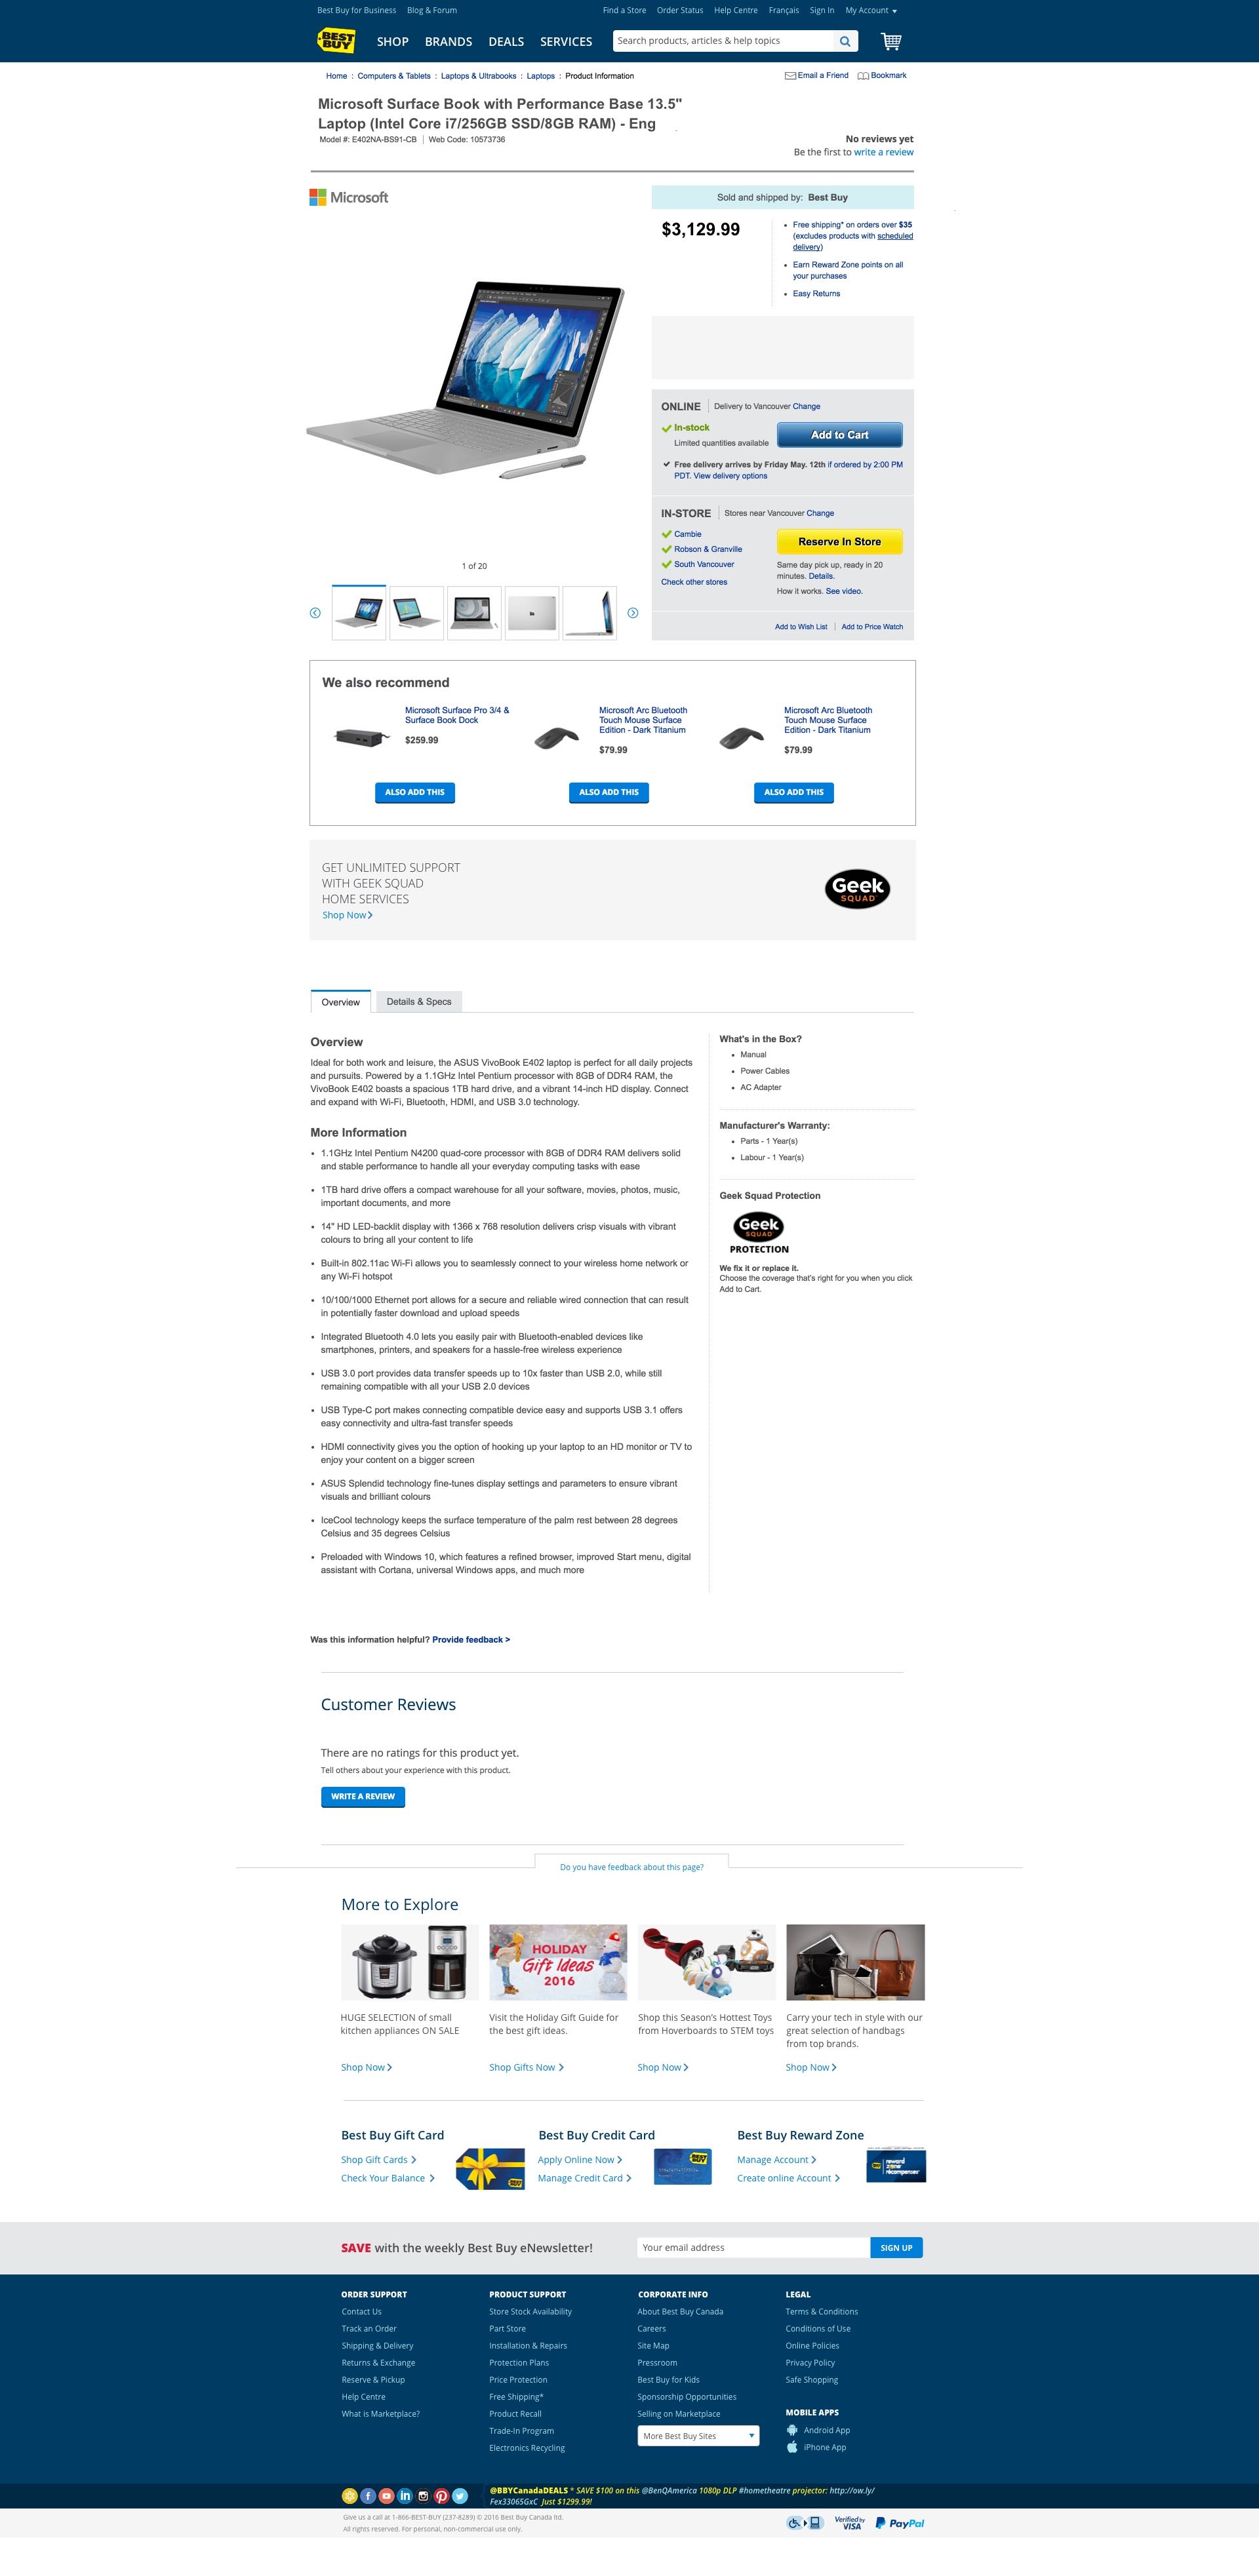 Best Buy for Business Blog & Forum Find a Store Order Status Help Centre Français Sign In My Account
BEST BUY SHOP BRANDS DEALS SERVICES Search products, articles & help topics
Home : Computers & Tablets : Laptops & Ultrabooks : Laptops : Product Information Email a Friend Bookmark
Microsoft Surface Book with Performance Base 13.5"
Laptop (Intel Core i7/256GB SSD/8GB RAM) - Eng
Model #: E402NA-BS91-CB | Web Code: 10573736
No reviews yet
Be the first to write a review
Microsoft
Sold and shipped by: Best Buy
$3,129.99
• Free shipping* on orders over $35
(excludes products with scheduled
delivery)
• Earn Reward Zone points on all
your purchases
• Easy Returns
ONLINE | Delivery to Vancouver Change
In-stock
Limited quantities available
Add to Cart
Free delivery arrives by Friday May. 12th if ordered by 2:00 PM
PDT. View delivery options
IN-STORE | Stores near Vancouver Change
Cambie
Robson & Granville
South Vancouver
Check other stores
Reserve In Store
Same day pick up, ready in 20
minutes. Details.
How it works. See video.
Add to Wish List | Add to Price Watch
1 of 20
We also recommend
Microsoft Surface Pro 3/4 &
Surface Book Dock
$259.99
ALSO ADD THIS
Microsoft Arc Bluetooth
Touch Mouse Surface
Edition - Dark Titanium
$79.99
ALSO ADD THIS
Microsoft Arc Bluetooth
Touch Mouse Surface
Edition - Dark Titanium
$79.99
ALSO ADD THIS
GET UNLIMITED SUPPORT
WITH GEEK SQUAD
HOME SERVICES
Shop Now
Geek
SQUAD
Overview Details & Specs
Overview
Ideal for both work and leisure, the ASUS VivoBook E402 laptop is perfect for all daily projects
and pursuits. Powered by a 1.1GHz Intel Pentium processor with 8GB of DDR4 RAM, the
VivoBook E402 boasts a spacious 1TB hard drive, and a vibrant 14-inch HD display. Connect
and expand with Wi-Fi, Bluetooth, HDMI, and USB 3.0 technology.
More Information
• 1.1GHz Intel Pentium N4200 quad-core processor with 8GB of DDR4 RAM delivers solid
and stable performance to handle all your everyday computing tasks with ease
• 1TB hard drive offers a compact warehouse for all your software, movies, photos, music,
important documents, and more
• 14" HD LED-backlit display with 1366 x 768 resolution delivers crisp visuals with vibrant
colours to bring all your content to life
• Built-in 802.11ac Wi-Fi allows you to seamlessly connect to your wireless home network or
any Wi-Fi hotspot
• 10/100/1000 Ethernet port allows for a secure and reliable wired connection that can result
in potentially faster download and upload speeds
• Integrated Bluetooth 4.0 lets you easily pair with Bluetooth-enabled devices like
smartphones, printers, and speakers for a hassle-free wireless experience
• USB 3.0 port provides data transfer speeds up to 10x faster than USB 2.0, while still
remaining compatible with all your USB 2.0 devices
• USB Type-C port makes connecting compatible device easy and supports USB 3.1 offers
easy connectivity and ultra-fast transfer speeds
• HDMI connectivity gives you the option of hooking up your laptop to an HD monitor or TV to
enjoy your content on a bigger screen
• ASUS Splendid technology fine-tunes display settings and parameters to ensure vibrant
visuals and brilliant colours
• IceCool technology keeps the surface temperature of the palm rest between 28 degrees
Celsius and 35 degrees Celsius
• Preloaded with Windows 10, which features a refined browser, improved Start menu, digital
assistant with Cortana, universal Windows apps, and much more
What's in the Box?
• Manual
• Power Cables
• AC Adapter
Manufacturer's Warranty:
• Parts - 1 Year(s)
• Labour - 1 Year(s)
Geek Squad Protection
Geek
SQUAD
PROTECTION
We fix it or replace it.
Choose the coverage that's right for you when you click
Add to Cart.
Was this information helpful? Provide feedback >
Customer Reviews
There are no ratings for this product yet.
Tell others about your experience with this product.
WRITE A REVIEW
Do you have feedback about this page?
More to Explore
HOLIDAY
Gift Ideas
2016
HUGE SELECTION of small
kitchen appliances ON SALE
Shop Now
Visit the Holiday Gift Guide for
the best gift ideas.
Shop Gifts Now
Shop this Season's Hottest Toys
from Hoverboards to STEM toys
Shop Now
Carry your tech in style with our
great selection of handbags
from top brands.
Shop Now
Best Buy Gift Card
Shop Gift Cards
Check Your Balance
Best Buy Credit Card
Apply Online Now
Manage Credit Card
Best Buy Reward Zone
Manage Account
Create online Account
reward
zone
récompenses
SAVE with the weekly Best Buy eNewsletter! Your email address SIGN UP
ORDER SUPPORT
Contact Us
Track an Order
Shipping & Delivery
Returns & Exchange
Reserve & Pickup
Help Centre
What is Marketplace?
PRODUCT SUPPORT
Store Stock Availability
Part Store
Installation & Repairs
Protection Plans
Price Protection
Free Shipping*
Product Recall
Trade-In Program
Electronics Recycling
CORPORATE INFO
About Best Buy Canada
Careers
Site Map
Pressroom
Best Buy for Kids
Sponsorship Opportunities
Selling on Marketplace
More Best Buy Sites
LEGAL
Terms & Conditions
Conditions of Use
Online Policies
Privacy Policy
Safe Shopping
MOBILE APPS
Android App
iPhone App
@BBYCanadaDEALS * SAVE $100 on this @BenQAmerica 1080p DLP #hometheatre projector: http://ow.ly/
Fex33065GxC Just $1299.99!
Give us a call at 1-866-BEST-BUY (237-8289) © 2016 Best Buy Canada ltd.
All rights reserved. For personal, non-commercial use only.
Verified by
VISA
PayPal